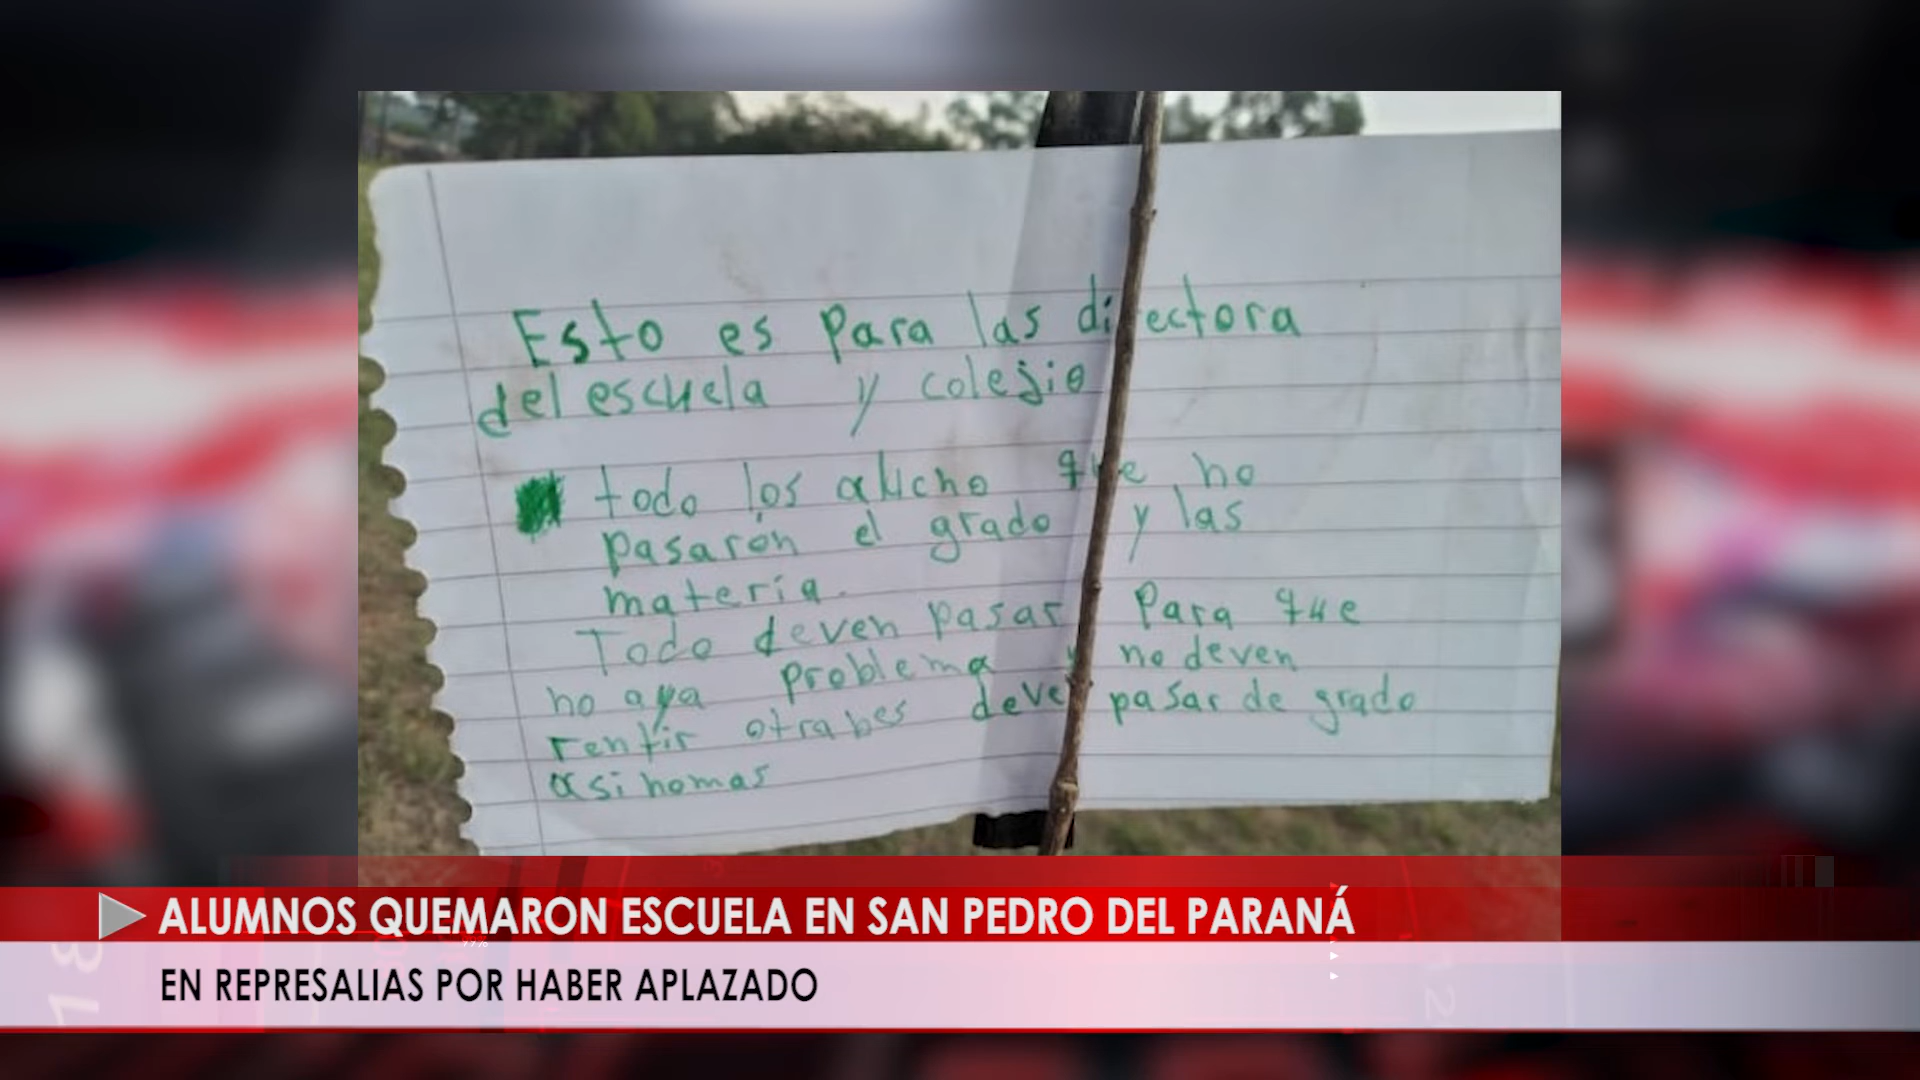 Esto es para las directora
del escuela y colejio
todo los alucno que no
pasarón el grado y las
materia.
Todo deven pasar para que
no aya problema y no deven
rentir otrabes deven pasar de grado
asi nomas
ALUMNOS QUEMARON ESCUELA EN SAN PEDRO DEL PARANÁ
EN REPRESALIAS POR HABER APLAZADO